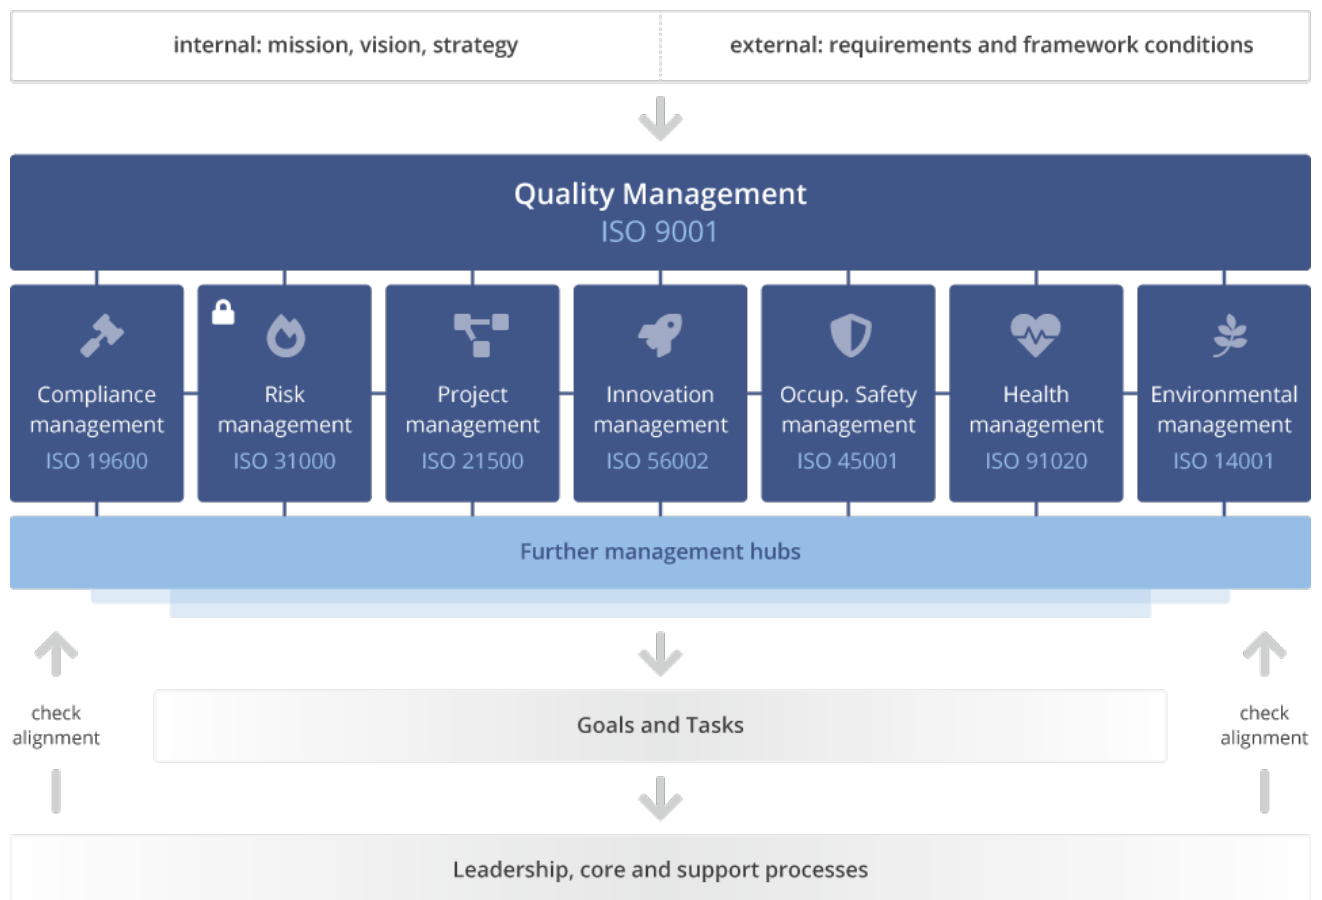 internal: mission, vision, strategy
external: requirements and framework conditions
Quality Management
ISO 9001
Compliance
management
ISO 19600
Risk
management
ISO 31000
Project
management
ISO 21500
Innovation
management
ISO 56002
Occup. Safety
management
ISO 45001
Health
management
ISO 91020
Environmental
management
ISO 14001
Further management hubs
check
alignment
Goals and Tasks
check
alignment
Leadership, core and support processes